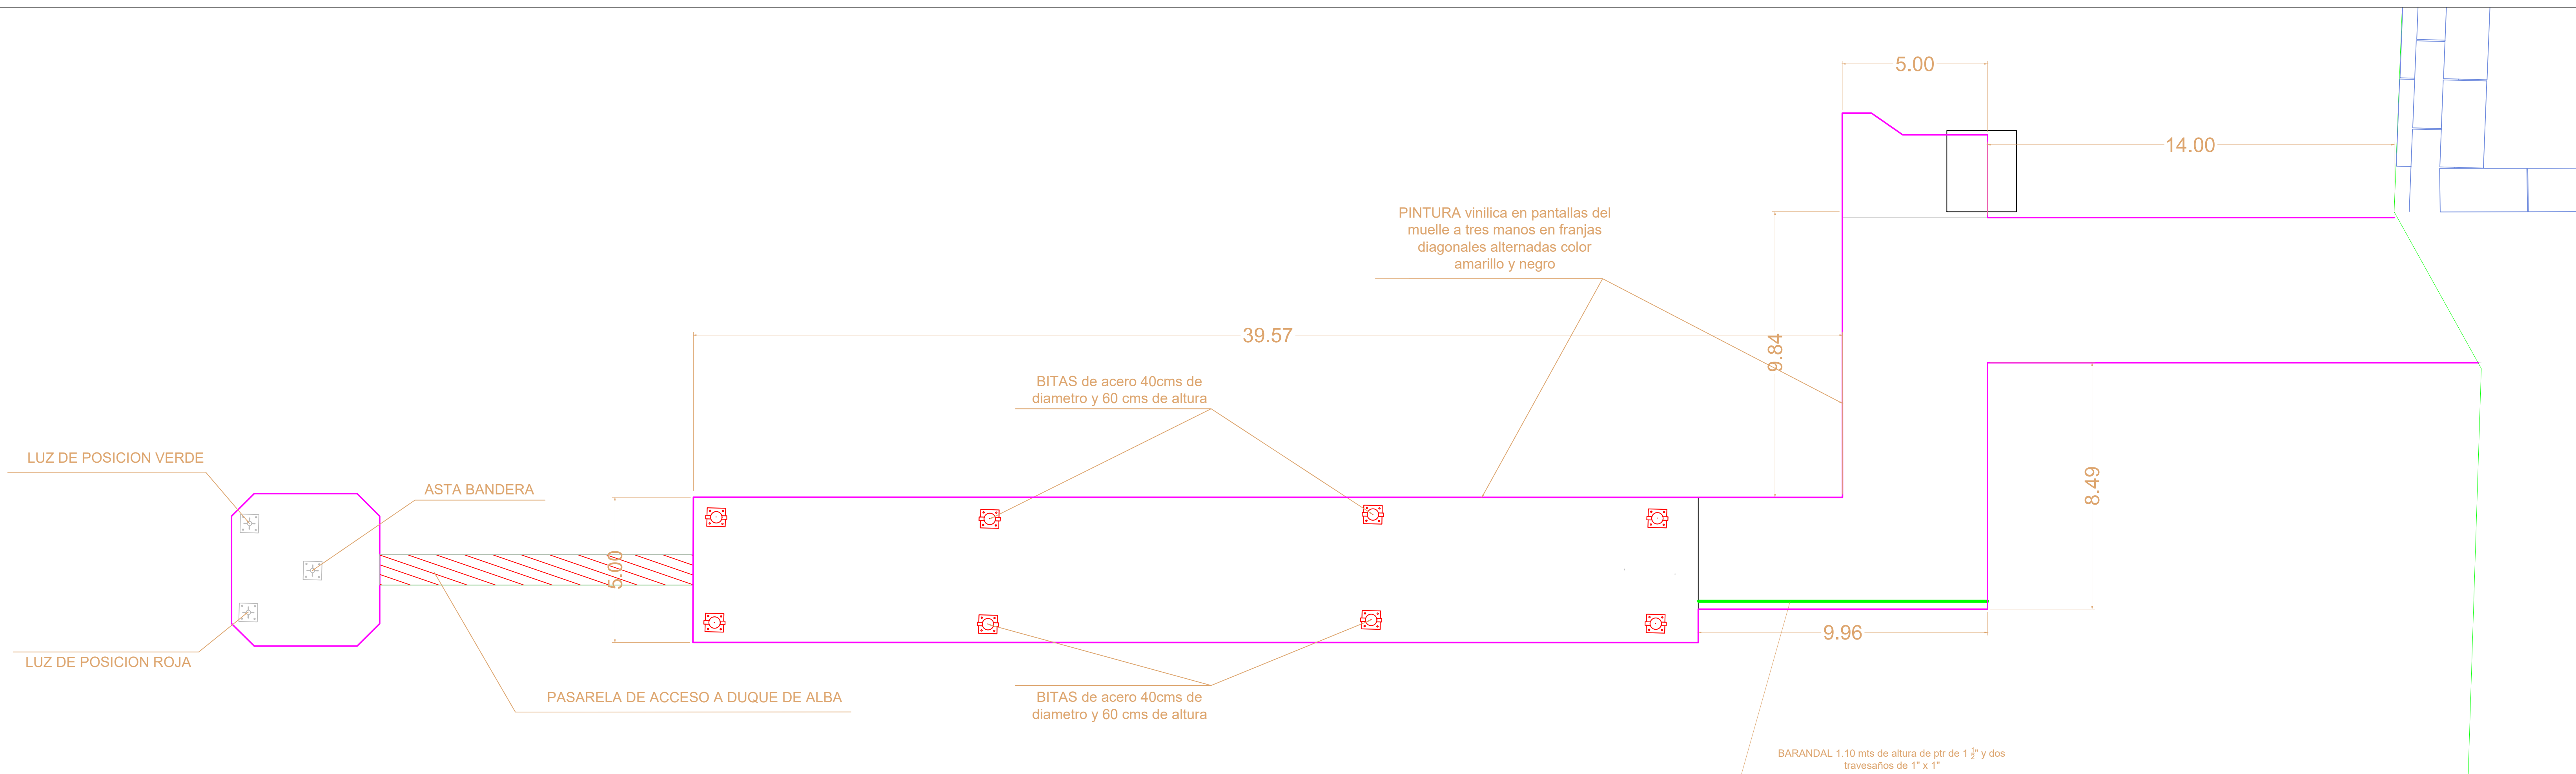 5.00
14.00
PINTURA vinilica en pantallas del
muelle a tres manos en franjas
diagonales alternadas color
amarillo y negro
39.57
9.84
BITAS de acero 40cms de
diametro y 60 cms de altura
LUZ DE POSICION VERDE
ASTA BANDERA
8.49
5.00
9.96
LUZ DE POSICION ROJA
PASARELA DE ACCESO A DUQUE DE ALBA
BITAS de acero 40cms de
diametro y 60 cms de altura
BARANDAL 1.10 mts de altura de ptr de 1 ½" y dos
travesaños de 1" x 1"